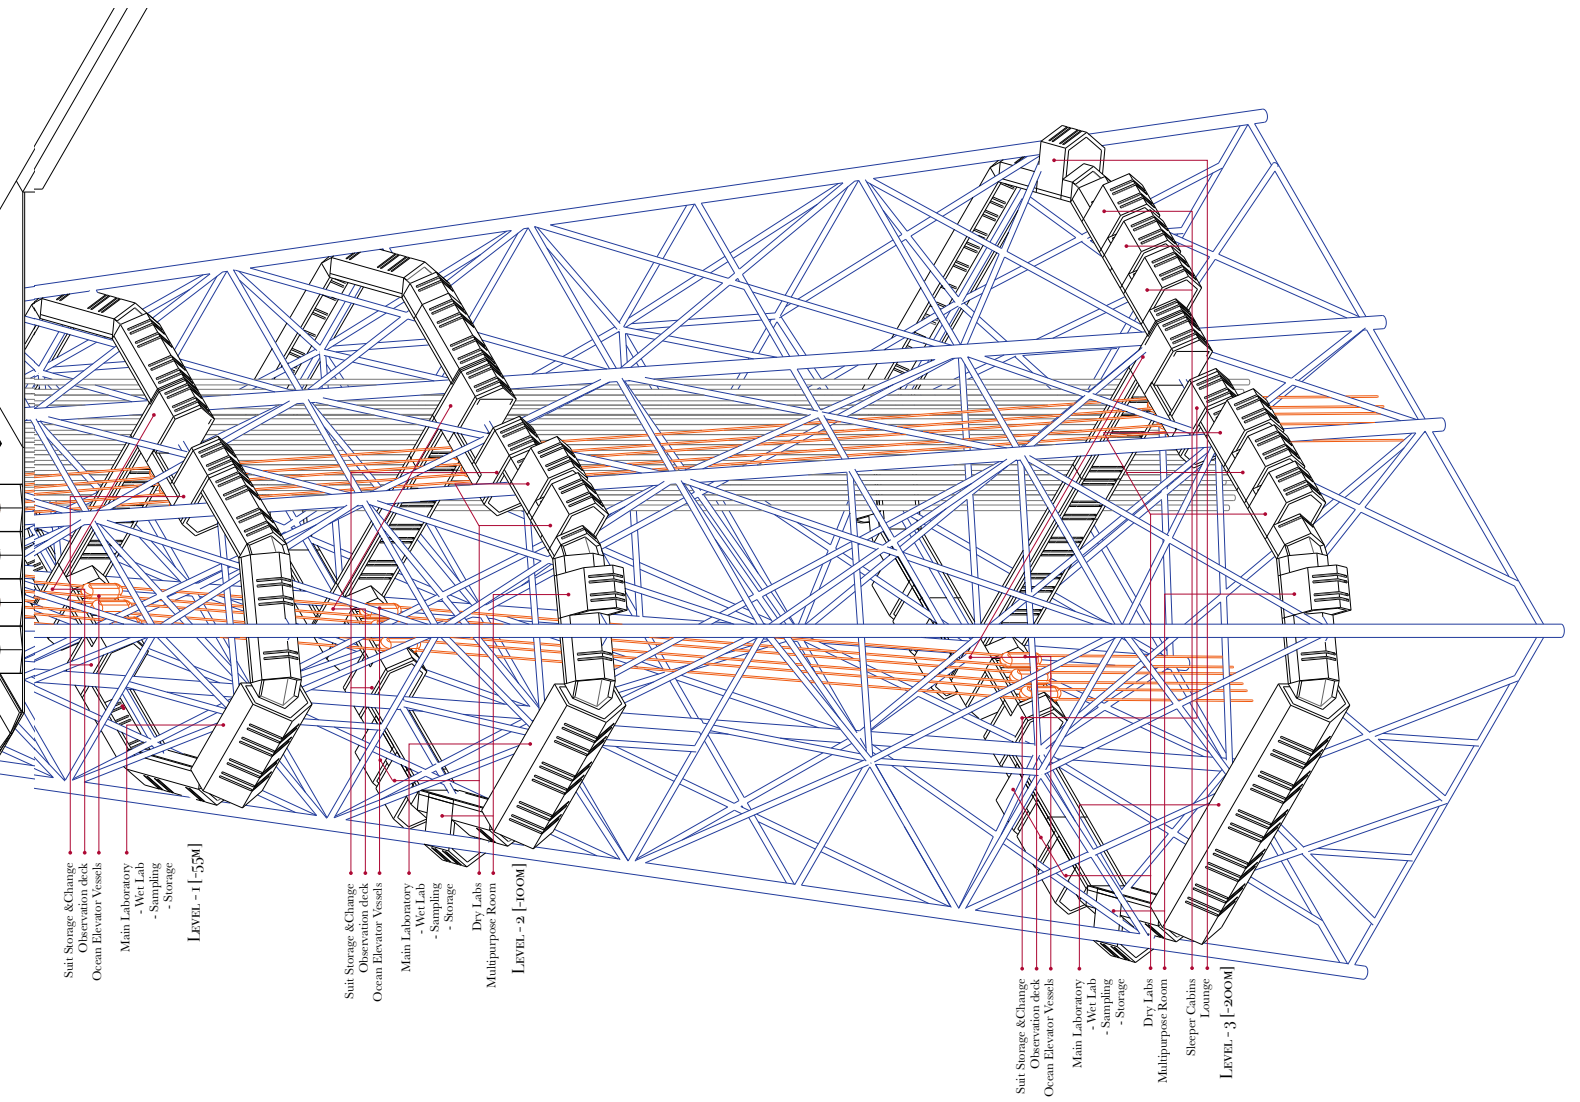 Suit Storage &Change
Observation deck
Ocean Elevator Vessels
Main Laboratory
- Wet Lab
- Sampling
- Storage
Level - 1 [-55m]
Suit Storage &Change
Observation deck
Ocean Elevator Vessels
Main Laboratory
- Wet Lab
- Sampling
- Storage
Dry Labs
Multipurpose Room
Level - 2 [-100m]
Suit Storage &Change
Observation deck
Ocean Elevator Vessels
Main Laboratory
- Wet Lab
- Sampling
- Storage
Dry Labs
Multipurpose Room
Sleeper Cabins
Lounge
Level - 3 [-200m]